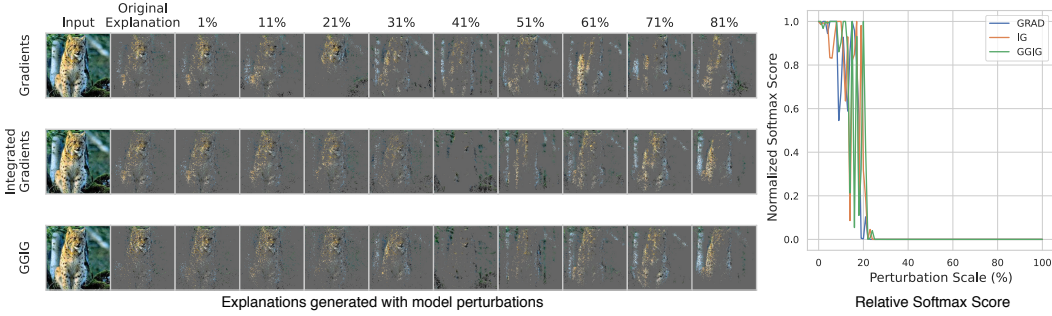 Original
Input Explanation 1% 11% 21% 31% 41% 51% 61% 71% 81%
Gradients
Integrated
Gradients
GGIG
Explanations generated with model perturbations
GRAD
IG
GGIG
Normalized Softmax Score
1.0
0.8
0.6
0.4
0.2
0.0
0 20 40 60 80 100
Perturbation Scale (%)
Relative Softmax Score